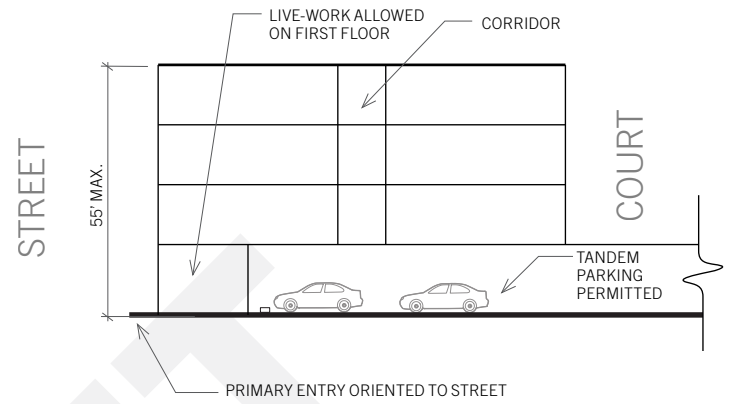 LIVE-WORK ALLOWED
ON FIRST FLOOR
CORRIDOR
STREET
55' MAX.
COURT
TANDEM
PARKING
PERMITTED
PRIMARY ENTRY ORIENTED TO STREET